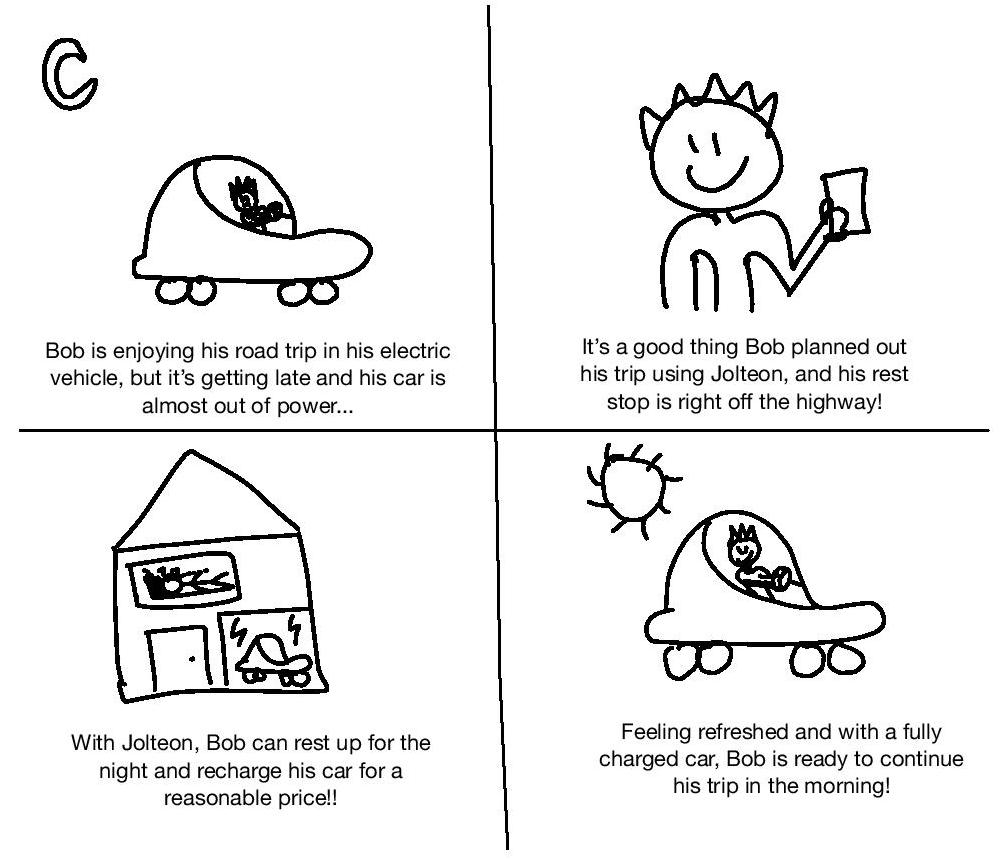 Bob is enjoying his road trip in his electric
vehicle, but it's getting late and his car is
almost out of power...
It's a good thing Bob planned out
his trip using Jolteon, and his rest
stop is right off the highway!
With Jolteon, Bob can rest up for the
night and recharge his car for a
reasonable price!!
Feeling refreshed and with a fully
charged car, Bob is ready to continue
his trip in the morning!